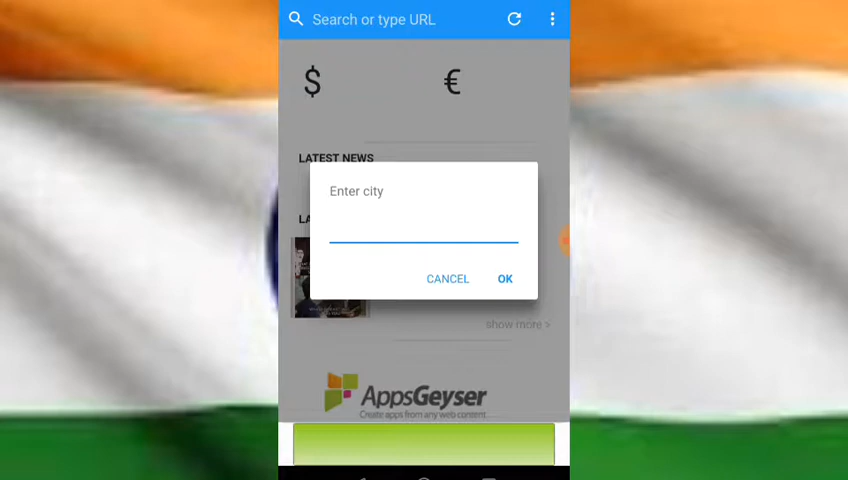 Search or type URL
$ €
LATEST NEWS
Enter city
LA
CANCEL OK
show more >
AppsGeyser
Create apps from any web content